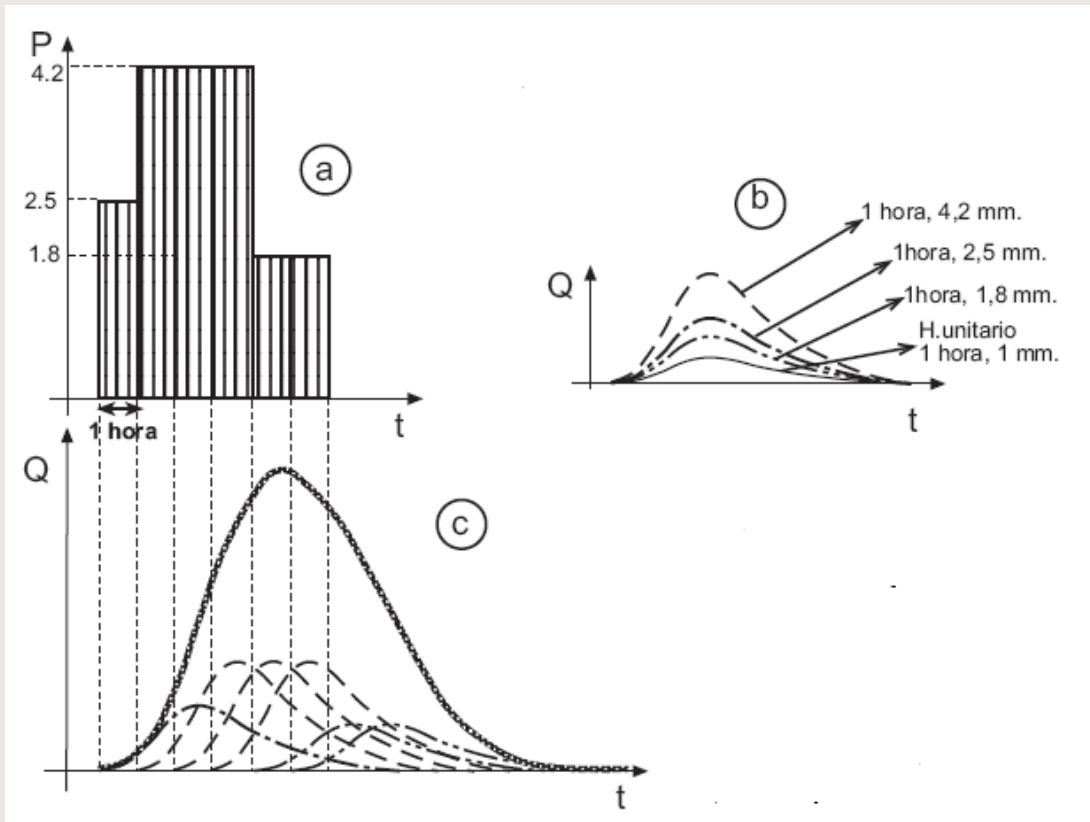 P
4.2
2.5
1.8
a
1 hora
t
b
Q
1 hora, 4,2 mm.
1hora, 2,5 mm.
1hora, 1,8 mm.
H.unitario
1 hora, 1 mm.
t
Q
c
t